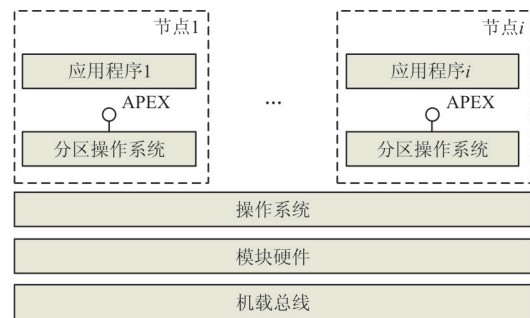 节点1
节点i
应用程序1
应用程序i
APEX
...
APEX
分区操作系统
分区操作系统
操作系统
模块硬件
机载总线